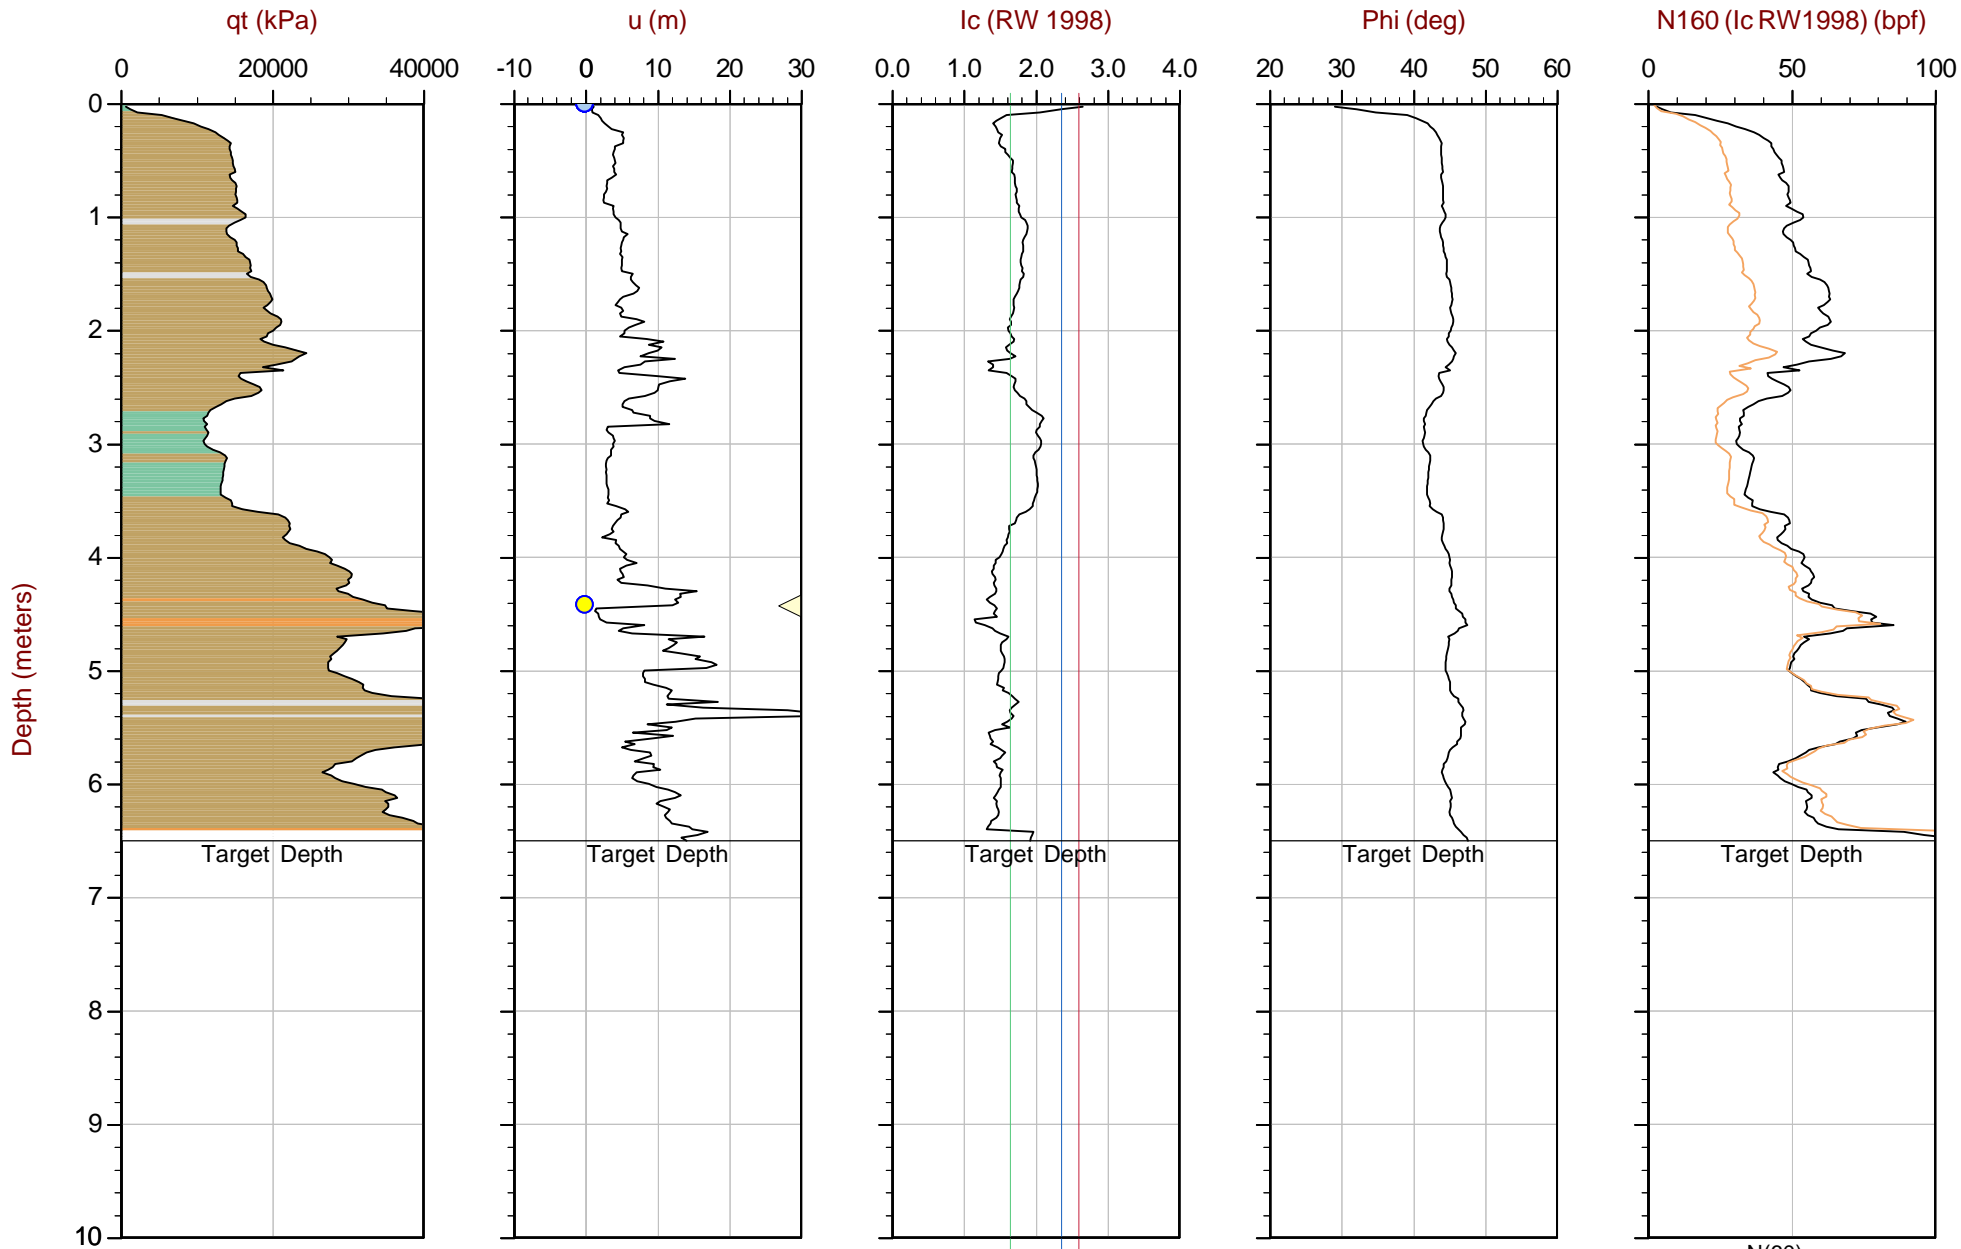 qt (kPa) u (m) Ic (RW 1998) Phi (deg) N160 (Ic RW1998) (bpf)
0 20000 40000 -10 0 10 20 30 0.0 1.0 2.0 3.0 4.0 20 30 40 50 60 0 50 100
0
1
2
3
4
5
6
Target Depth Target Depth Target Depth Target Depth Target Depth
7
8
9
10
Depth (meters)